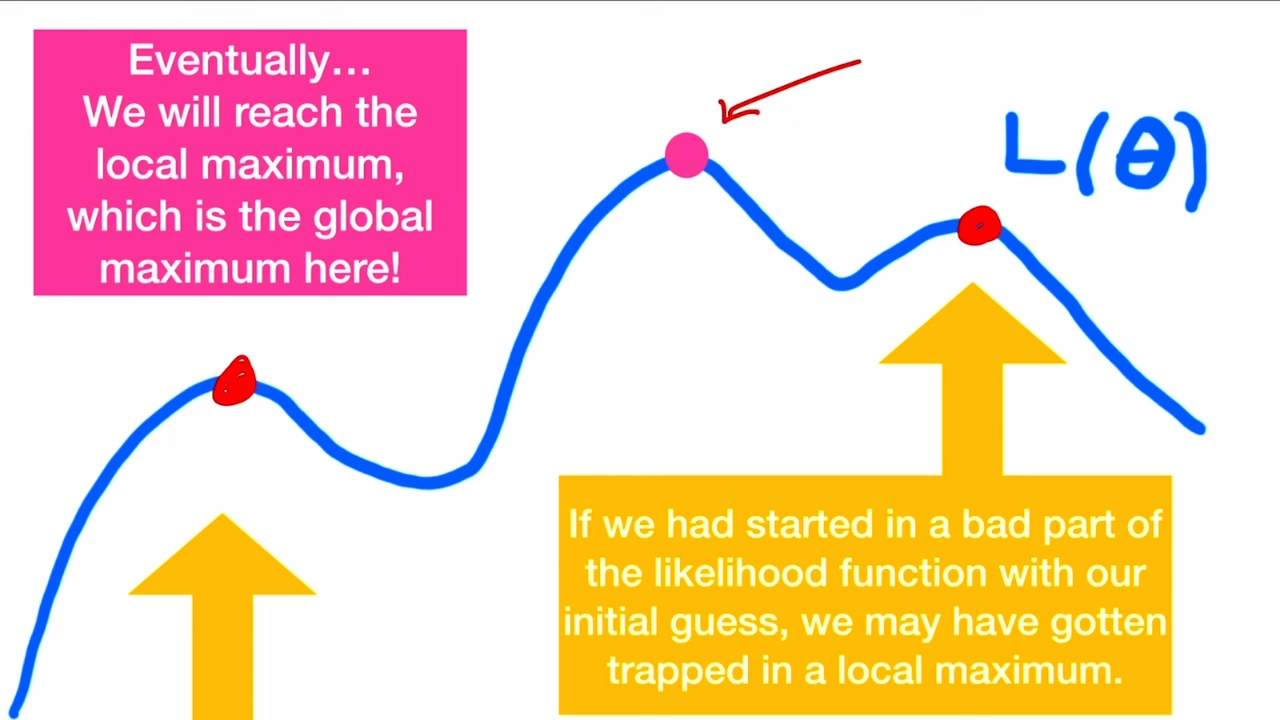 Eventually...
We will reach the
local maximum,
which is the global
maximum here!
L(θ)
If we had started in a bad part of
the likelihood function with our
initial guess, we may have gotten
trapped in a local maximum.